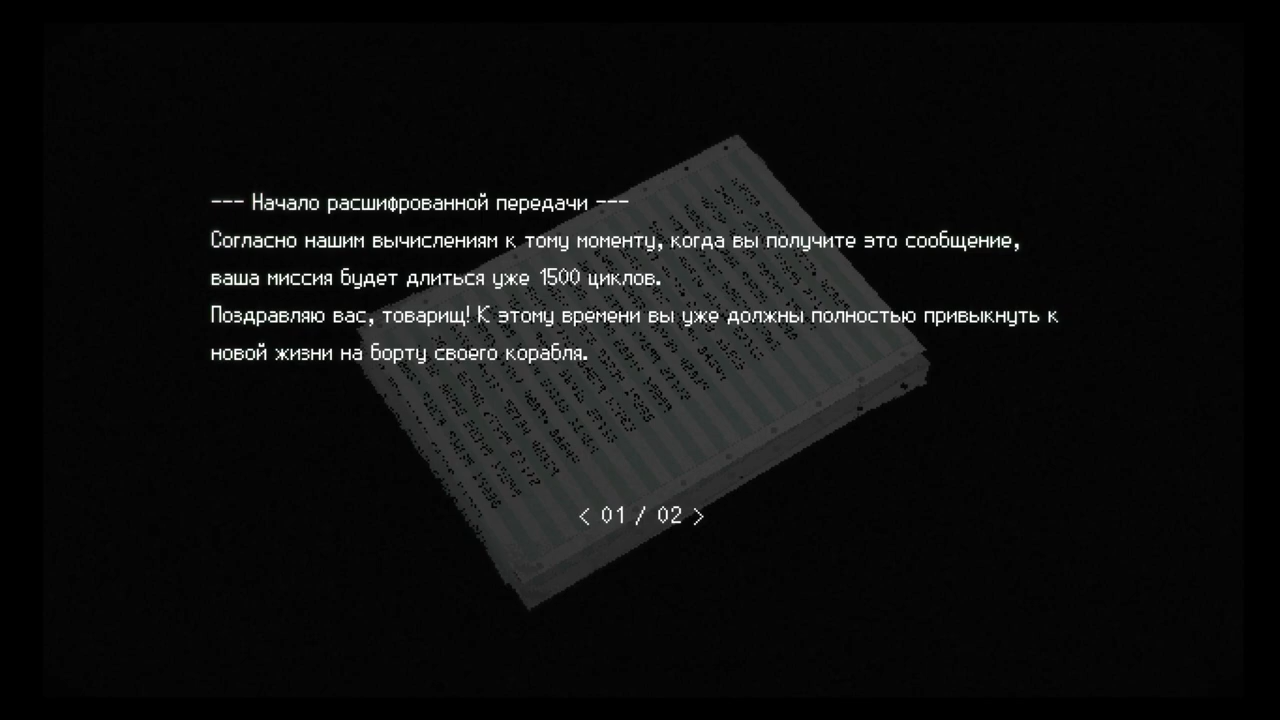 --- Начало расшифрованной передачи ---
Согласно нашим вычислениям к тому моменту, когда вы получите это сообщение,
ваша миссия будет длиться уже 1500 циклов.
Поздравляю вас, товарищ! К этому времени вы уже должны полностью привыкнуть к
новой жизни на борту своего корабля.
< 01 / 02 >